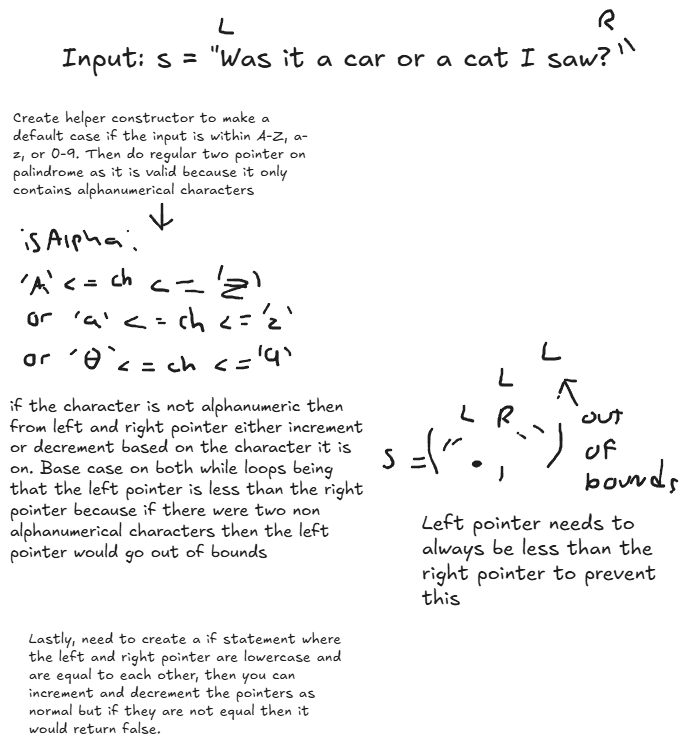 L R
Input: s = "Was it a car or a cat I saw?"
Create helper constructor to make a
default case if the input is within A-Z, a-
z, or 0-9. Then do regular two pointer on
palindrome as it is valid because it only
contains alphanumerical characters
isAlpha:
'A' <= ch <= 'Z'
or 'a' <= ch <= 'z'
or '0' <= ch <= '9'
if the character is not alphanumeric then
from left and right pointer either increment
or decrement based on the character it is
on. Base case on both while loops being
that the left pointer is less than the right
pointer because if there were two non
alphanumerical characters then the left
pointer would go out of bounds
L
L
L R
s = (" . , ")
out
of
bounds
Left pointer needs to
always be less than the
right pointer to prevent
this
Lastly, need to create a if statement where
the left and right pointer are lowercase and
are equal to each other, then you can
increment and decrement the pointers as
normal but if they are not equal then it
would return false.